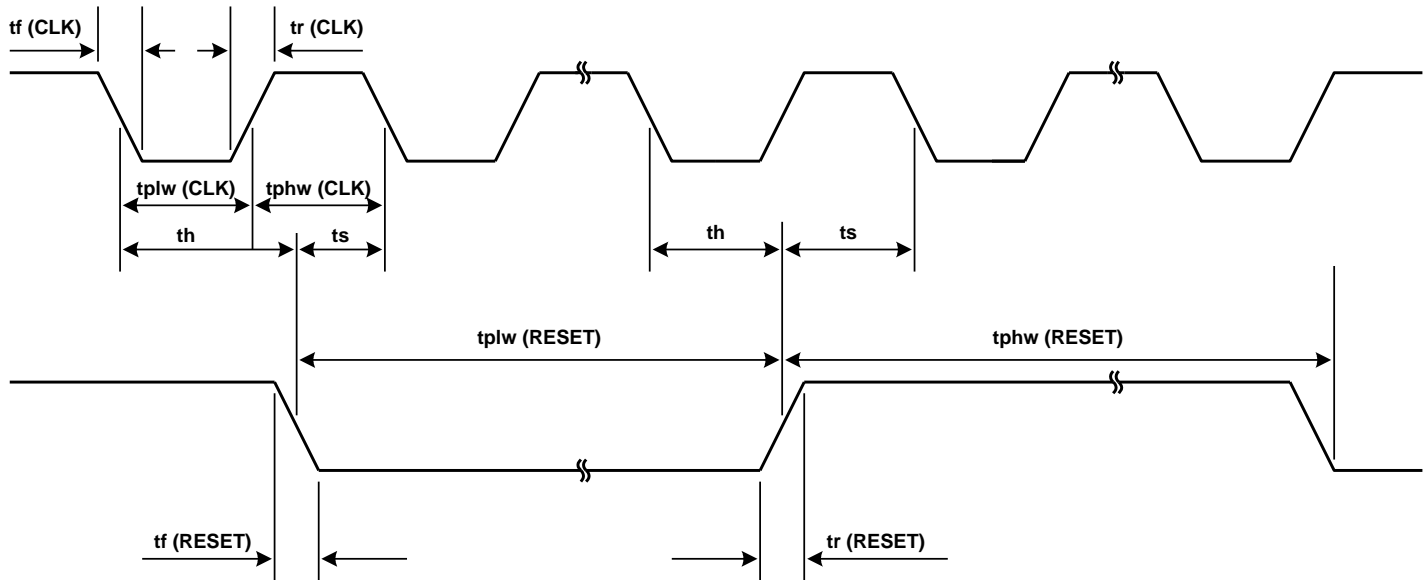 tf (CLK) tr (CLK)
tplw (CLK) tphw (CLK)
th ts th ts
tplw (RESET) tphw (RESET)
tf (RESET) tr (RESET)